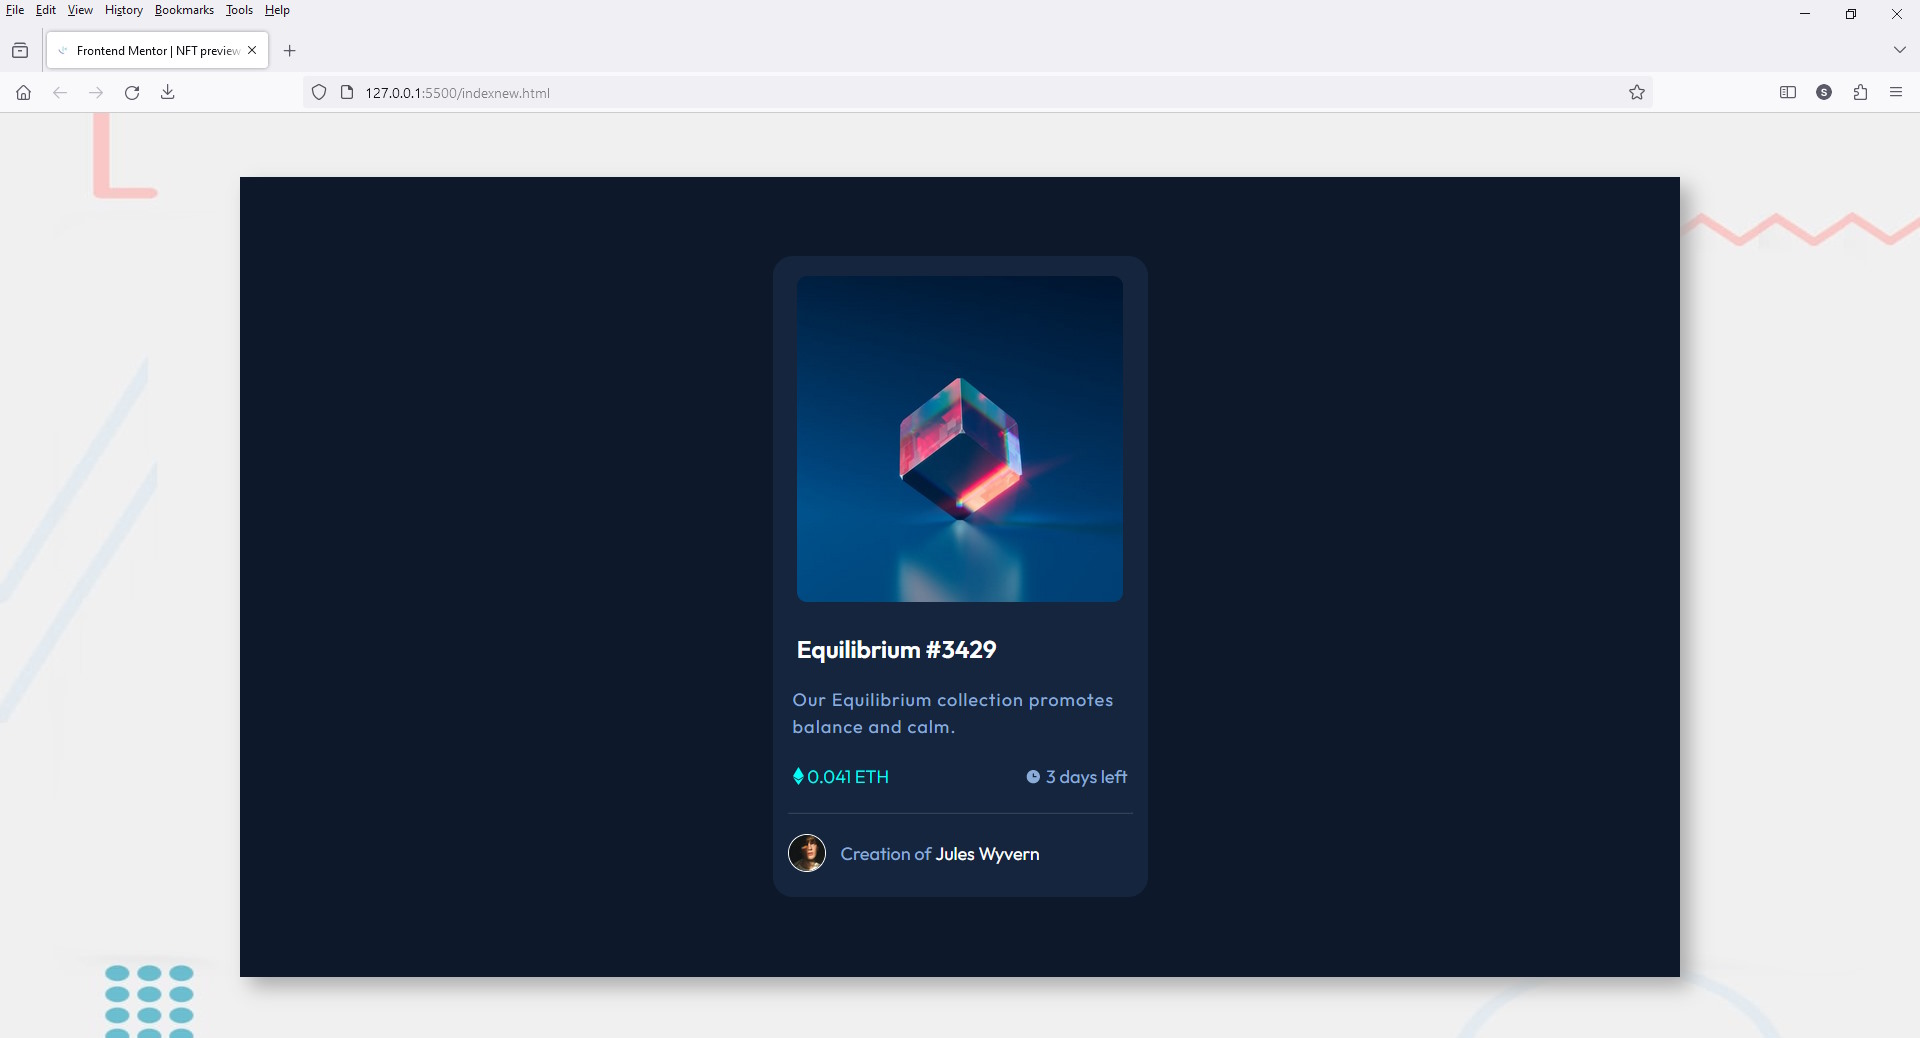 File Edit View History Bookmarks Tools Help
Frontend Mentor | NFT preview
127.0.0.1:5500/indexnew.html
S
Equilibrium #3429
Our Equilibrium collection promotes
balance and calm.
0.041 ETH 3 days left
Creation of Jules Wyvern